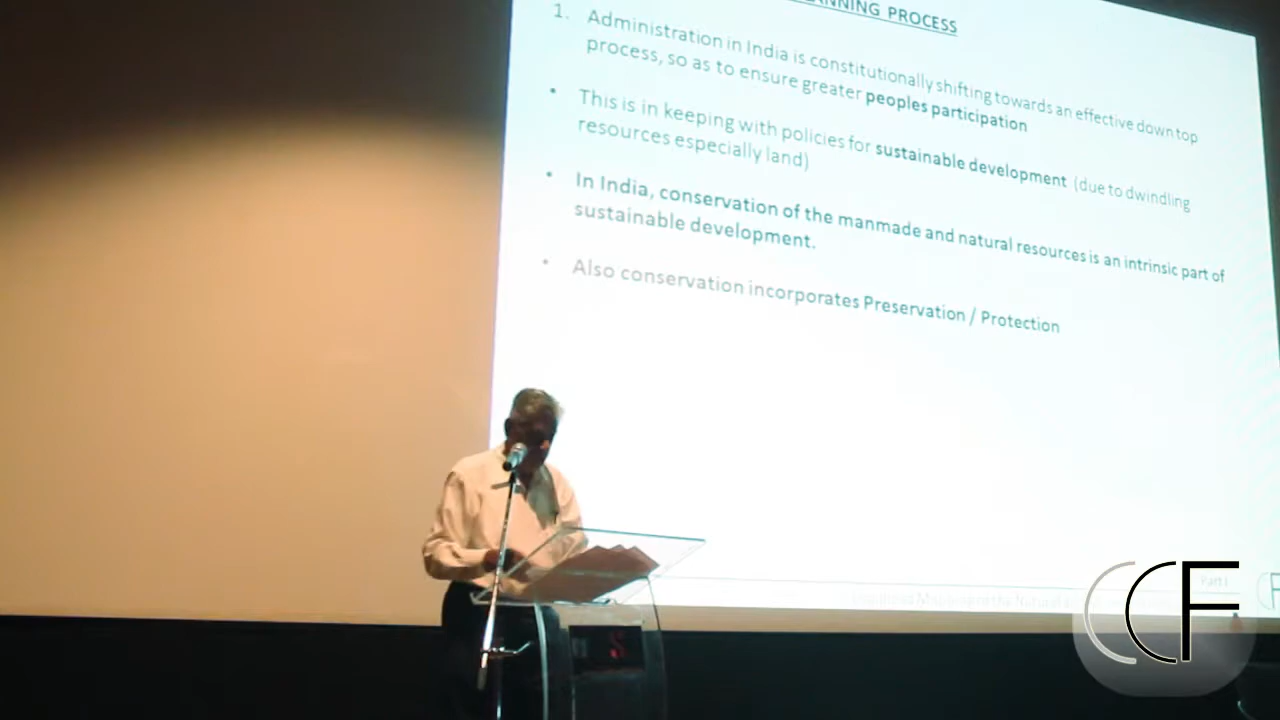 PROCESS
1. Administration in India is constitutionally shifting towards an effective down top
process, so as to ensure greater peoples participation
• This is in keeping with policies for sustainable development (due to dwindling
resources especially land)
• In India, conservation of the manmade and natural resources is an intrinsic part of
sustainable development.
• Also conservation incorporates Preservation / Protection
Part I
CCF